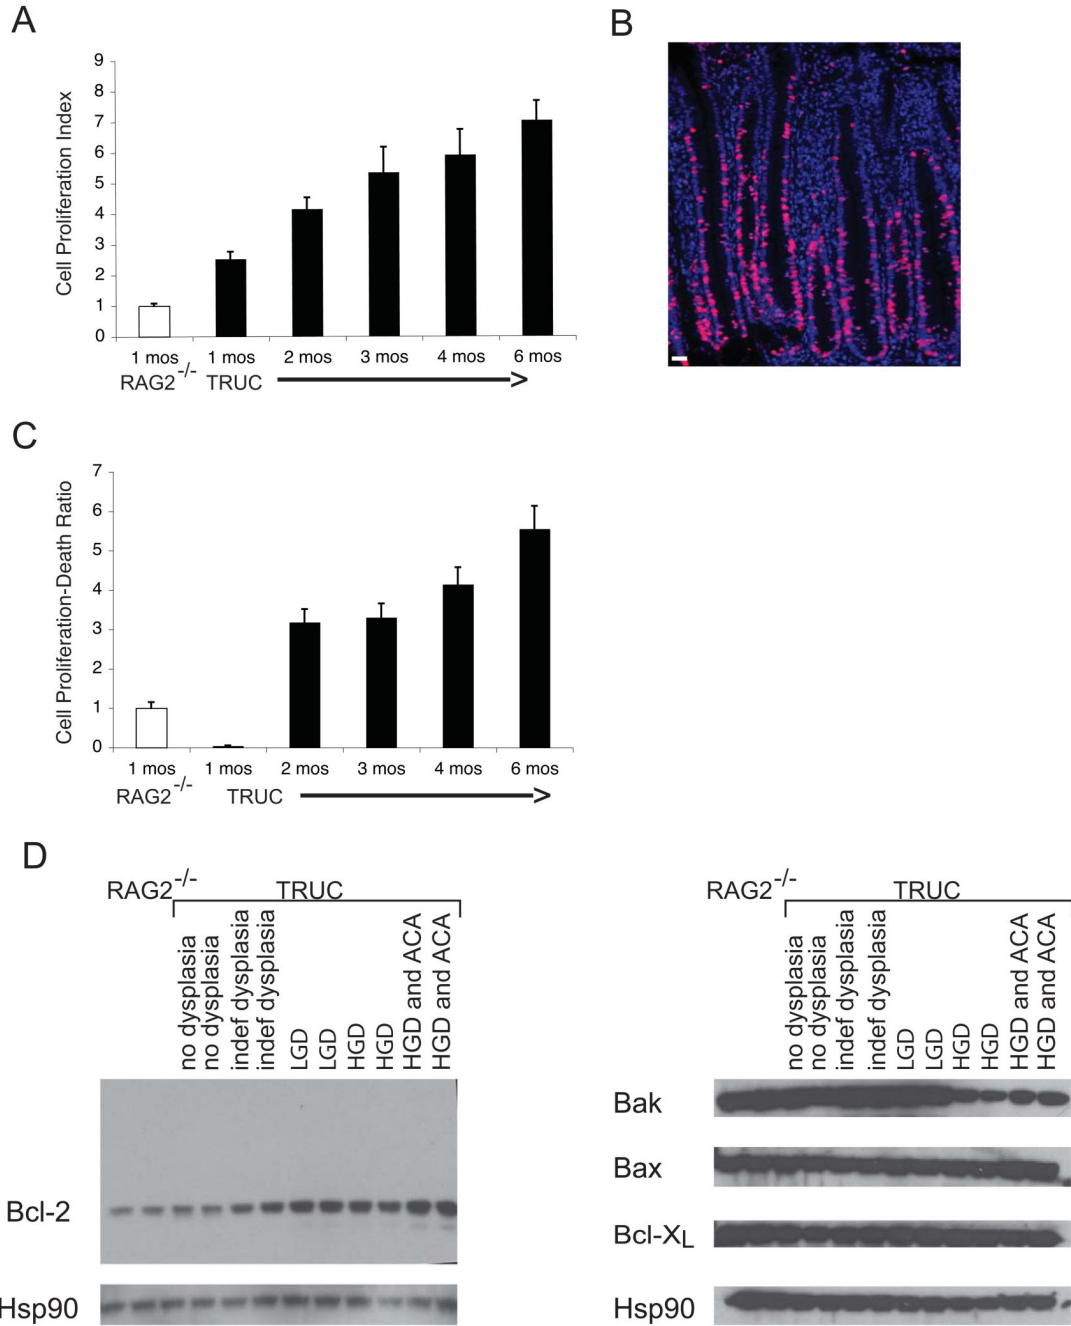 A
Cell Proliferation Index
9
8
7
6
5
4
3
2
1
0
1 mos 1 mos 2 mos 3 mos 4 mos 6 mos
RAG2-/- TRUC
B
C
Cell Proliferation-Death Ratio
7
6
5
4
3
2
1
0
1 mos 1 mos 2 mos 3 mos 4 mos 6 mos
RAG2-/- TRUC
D
RAG2-/- TRUC
no dysplasia
no dysplasia
indef dysplasia
indef dysplasia
LGD
LGD
HGD
HGD
HGD and ACA
HGD and ACA
Bcl-2
Hsp90
RAG2-/- TRUC
no dysplasia
no dysplasia
indef dysplasia
indef dysplasia
LGD
LGD
HGD
HGD
HGD and ACA
HGD and ACA
Bak
Bax
Bcl-XL
Hsp90